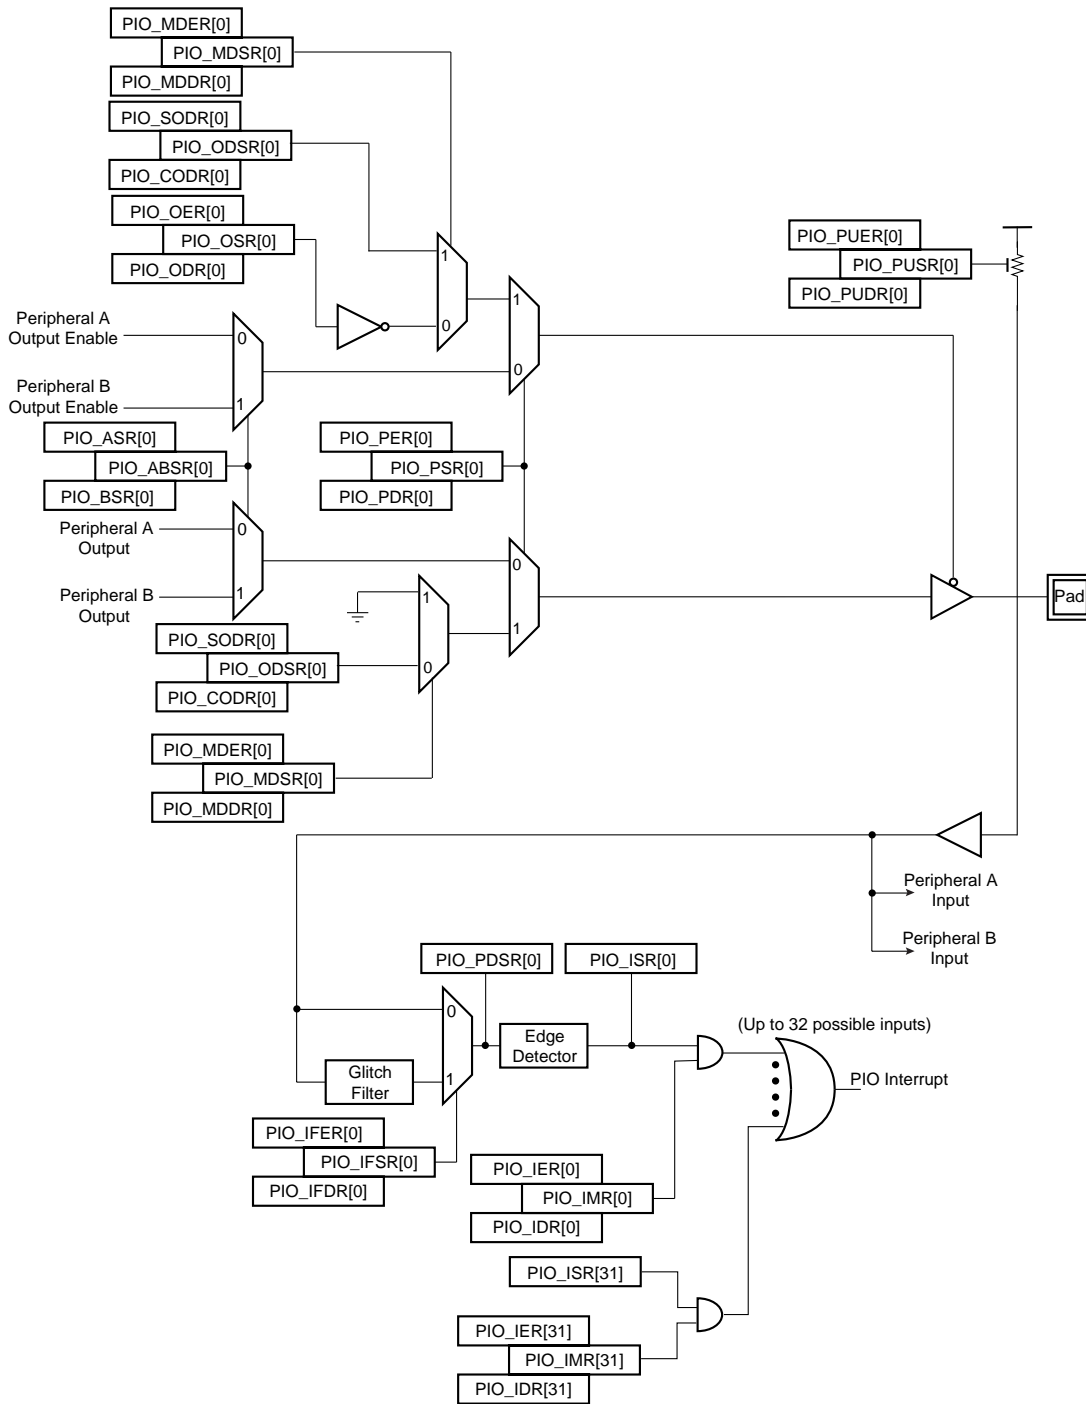 PIO_MDER[0]
PIO_MDSR[0]
PIO_MDDR[0]
PIO_SODR[0]
PIO_ODSR[0]
PIO_CODR[0]
PIO_OER[0]
PIO_OSR[0]
PIO_ODR[0]
1
0
Peripheral A
Output Enable
Peripheral B
Output Enable
0
1
1
0
PIO_PUER[0]
PIO_PUSR[0]
PIO_PUDR[0]
PIO_ASR[0]
PIO_ABSR[0]
PIO_BSR[0]
PIO_PER[0]
PIO_PSR[0]
PIO_PDR[0]
Peripheral A
Output
Peripheral B
Output
0
1
0
1
1
0
Pad
PIO_SODR[0]
PIO_ODSR[0]
PIO_CODR[0]
PIO_MDER[0]
PIO_MDSR[0]
PIO_MDDR[0]
Peripheral A
Input
Peripheral B
Input
PIO_PDSR[0]
PIO_ISR[0]
0
1
Edge
Detector
Glitch
Filter
(Up to 32 possible inputs)
PIO Interrupt
PIO_IFER[0]
PIO_IFSR[0]
PIO_IFDR[0]
PIO_IER[0]
PIO_IMR[0]
PIO_IDR[0]
PIO_ISR[31]
PIO_IER[31]
PIO_IMR[31]
PIO_IDR[31]